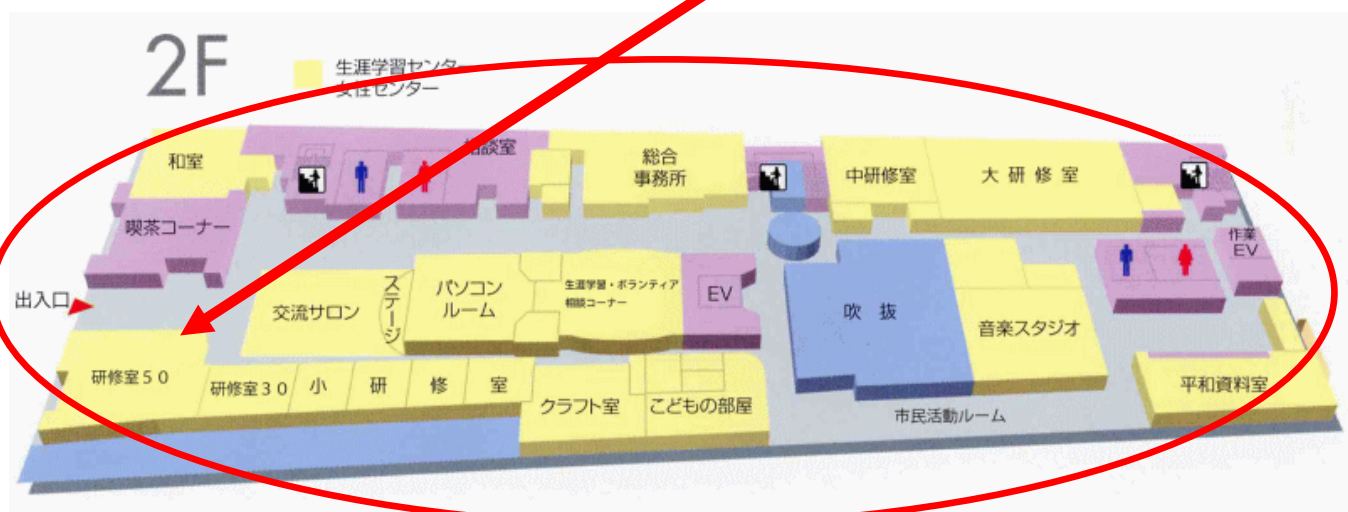 2F
生涯学習センター
女性センター
和室
相談室
総合
事務所
中研修室
大研修室
喫茶コーナー
作業
EV
出入口
交流サロン
ステージ
パソコン
ルーム
生涯学習・ボランティア
相談コーナー
EV
吹抜
音楽スタジオ
研修室50
研修室30
小研修室
クラフト室
こどもの部屋
市民活動ルーム
平和資料室